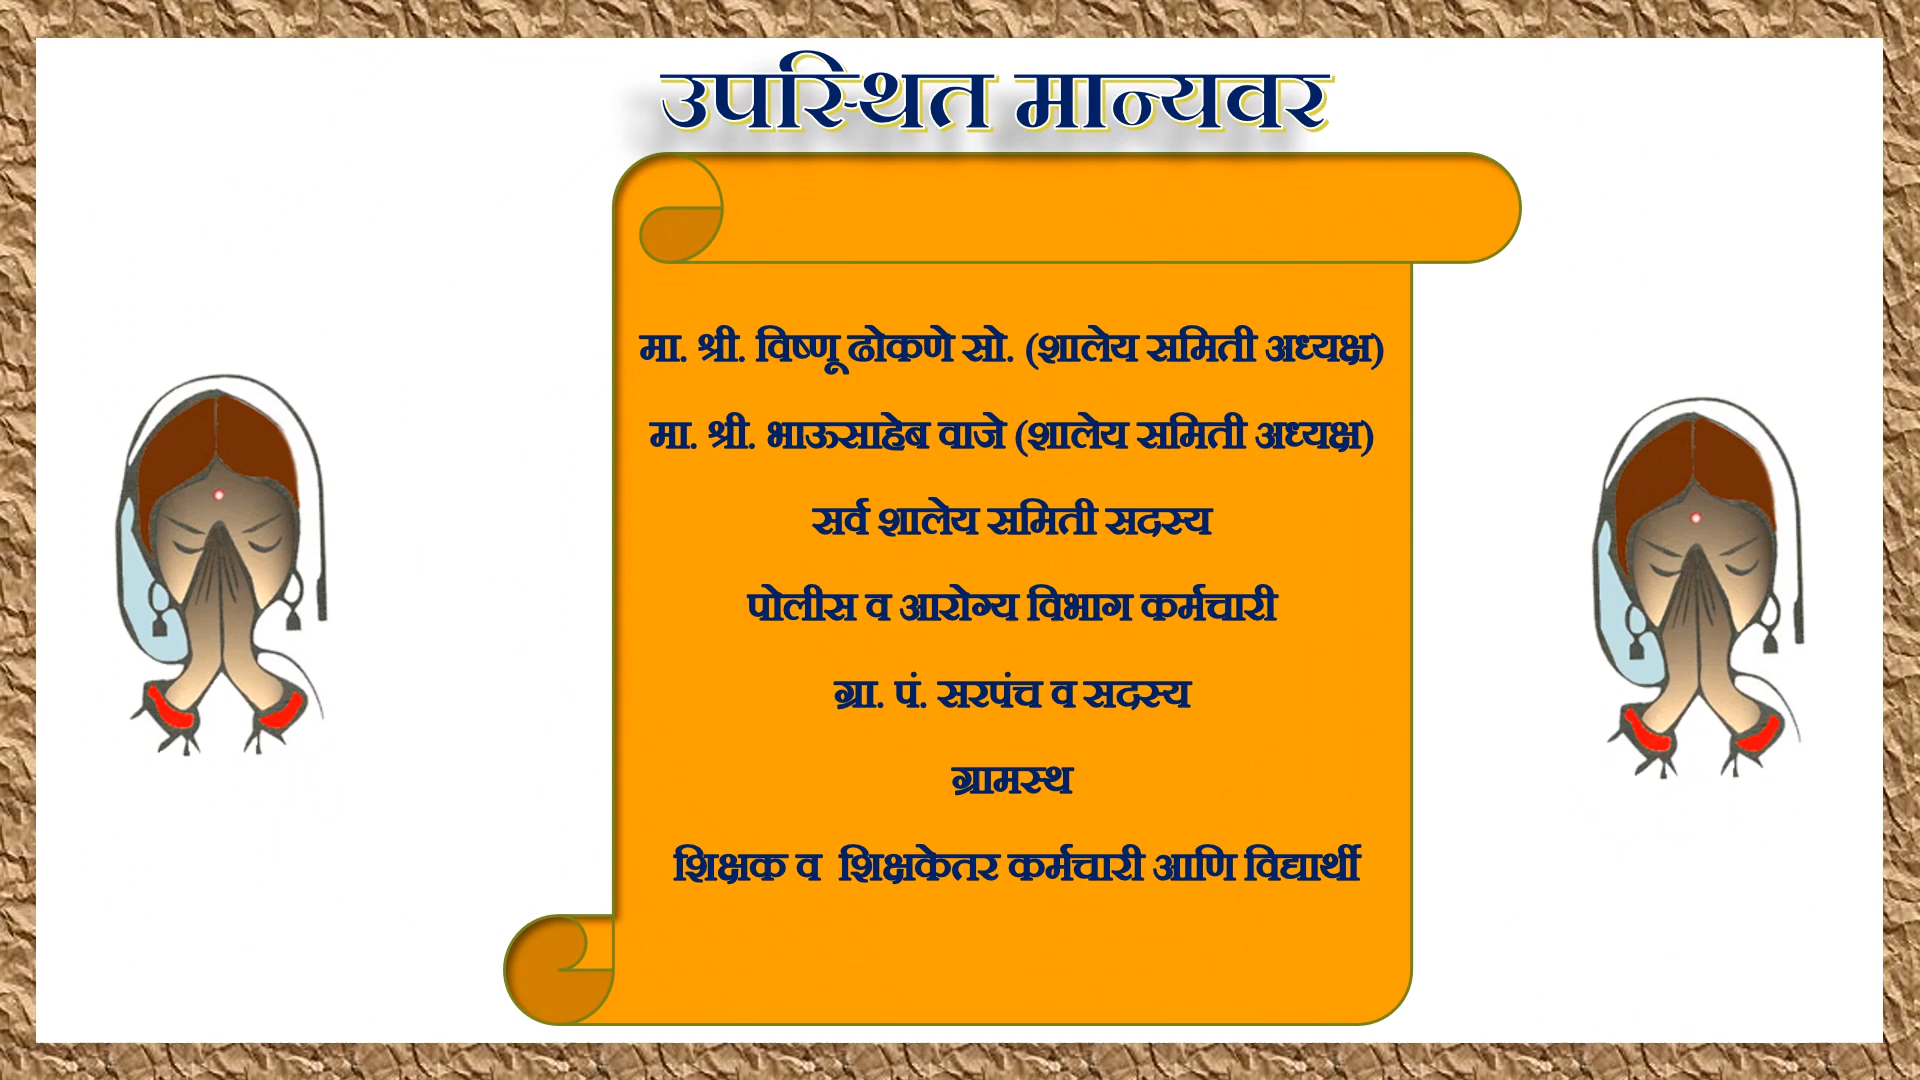 उपस्थित मान्यवर
मा. श्री. विष्णू ढोकणे सो. (शालेय समिती अध्यक्ष)
मा. श्री. भाऊसाहेब वाजे (शालेय समिती अध्यक्ष)
सर्व शालेय समिती सदस्य
पोलीस व आरोग्य विभाग कर्मचारी
ग्रा. पं. सरपंच व सदस्य
ग्रामस्थ
शिक्षक व शिक्षकेतर कर्मचारी आणि विद्यार्थी